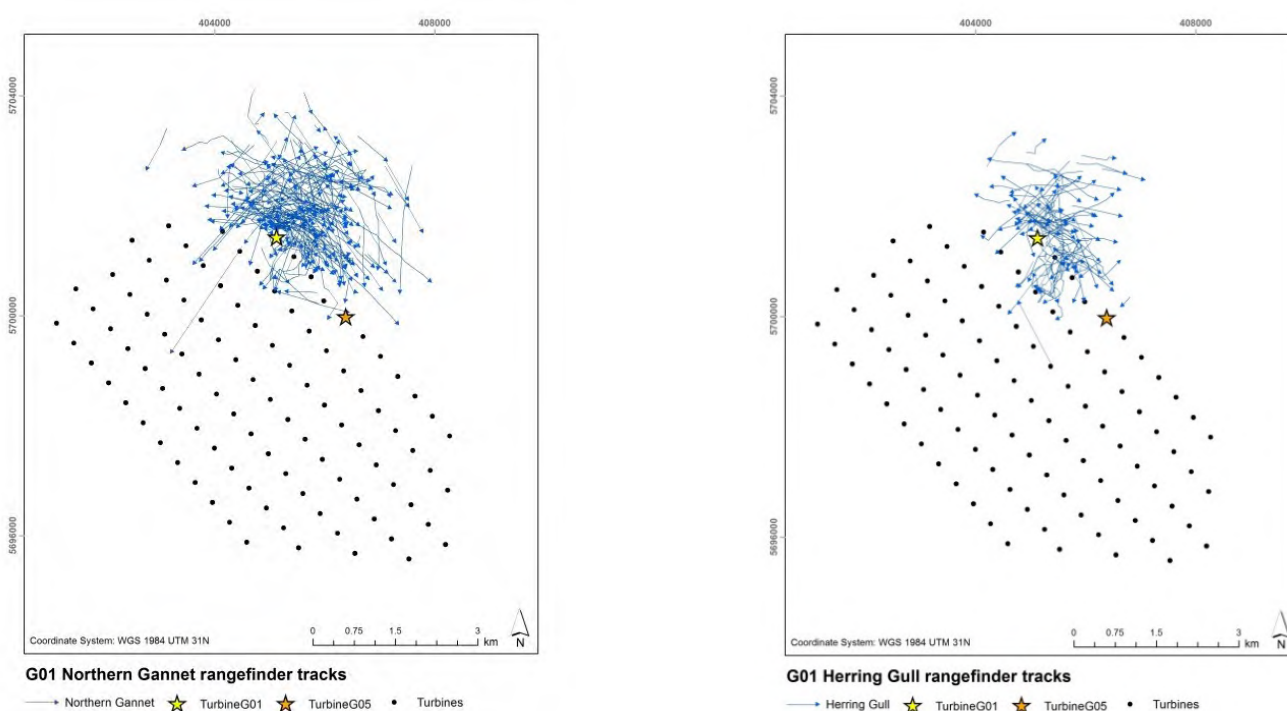 404000 408000
5704000
5700000
5696000
Coordinate System: WGS 1984 UTM 31N
0 0.75 1.5 3
km
N
G01 Northern Gannet rangefinder tracks
Northern Gannet TurbineG01 TurbineG05 Turbines
404000 408000
5704000
5700000
5696000
Coordinate System: WGS 1984 UTM 31N
0 0.75 1.5 3
km
N
G01 Herring Gull rangefinder tracks
Herring Gull TurbineG01 TurbineG05 Turbines